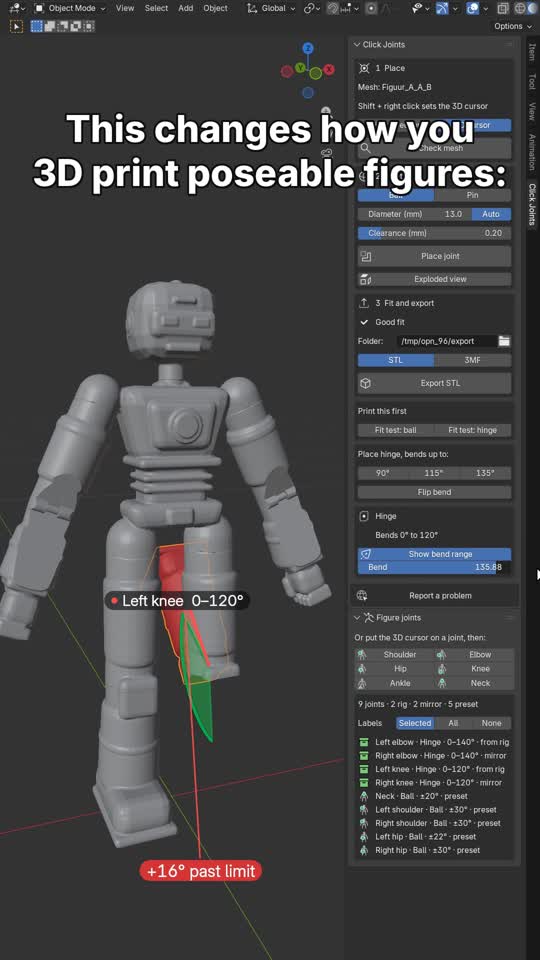 Object Mode
View
Select
Add
Object
Global
Options
Click Joints
1 Place
Mesh: Figuur_A_A_B
Shift + right click sets the 3D cursor
This changes how you
3D print poseable figures:
Check mesh
Pin
Diameter (mm) 13.0 Auto
Clearance (mm) 0.20
Place joint
Exploded view
3 Fit and export
Good fit
Folder: /tmp/opn_96/export
STL 3MF
Export STL
Print this first
Fit test: ball Fit test: hinge
Place hinge, bends up to:
90° 115° 135°
Flip bend
Hinge
Bends 0° to 120°
Show bend range
Bend 135.88
Report a problem
Figure joints
Or put the 3D cursor on a joint, then:
Shoulder Elbow
Hip Knee
Ankle Neck
9 joints · 2 rig · 2 mirror · 5 preset
Labels Selected All None
Left elbow · Hinge · 0–140° · from rig
Right elbow · Hinge · 0–140° · mirror
Left knee · Hinge · 0–120° · from rig
Right knee · Hinge · 0–120° · mirror
Neck · Ball · ±20° · preset
Left shoulder · Ball · ±30° · preset
Right shoulder · Ball · ±30° · preset
Left hip · Ball · ±22° · preset
Right hip · Ball · ±30° · preset
Left knee 0–120°
+16° past limit
Item
Tool
View
Animation
Click Joints
X
Y
Z